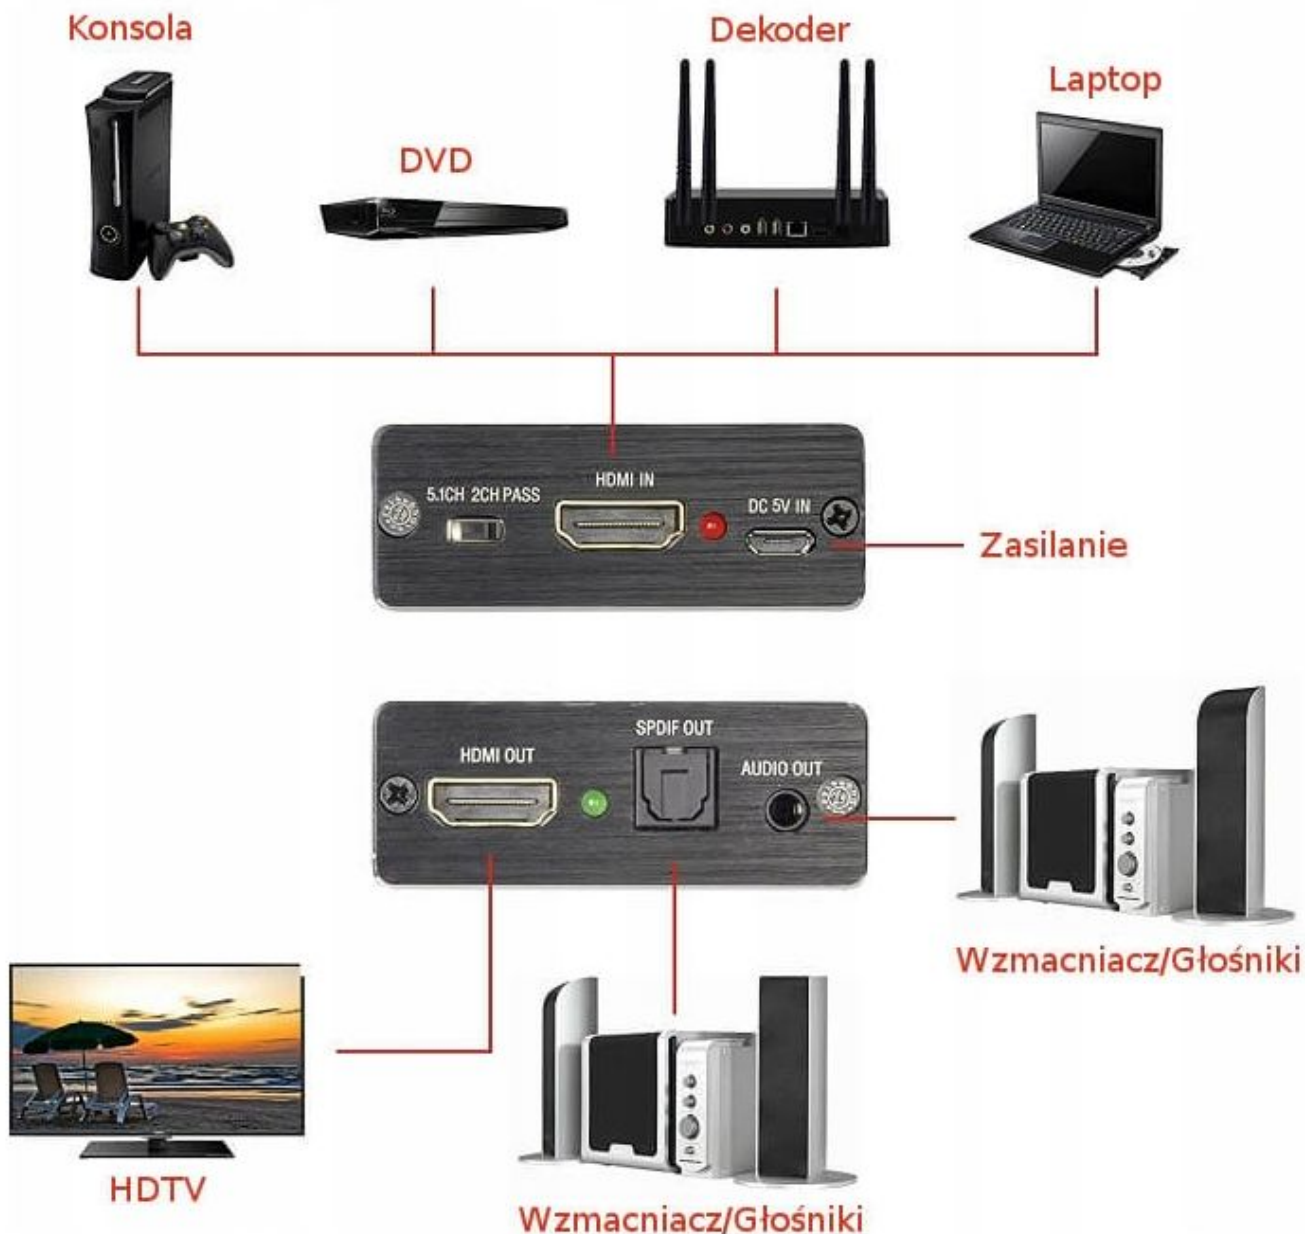 Konsola
Dekoder
Laptop
DVD
HDMI IN
5.1CH 2CH PASS
DC 5V IN
Zasilanie
SPDIF OUT
HDMI OUT
AUDIO OUT
Wzmacniacz/Głośniki
HDTV
Wzmacniacz/Głośniki